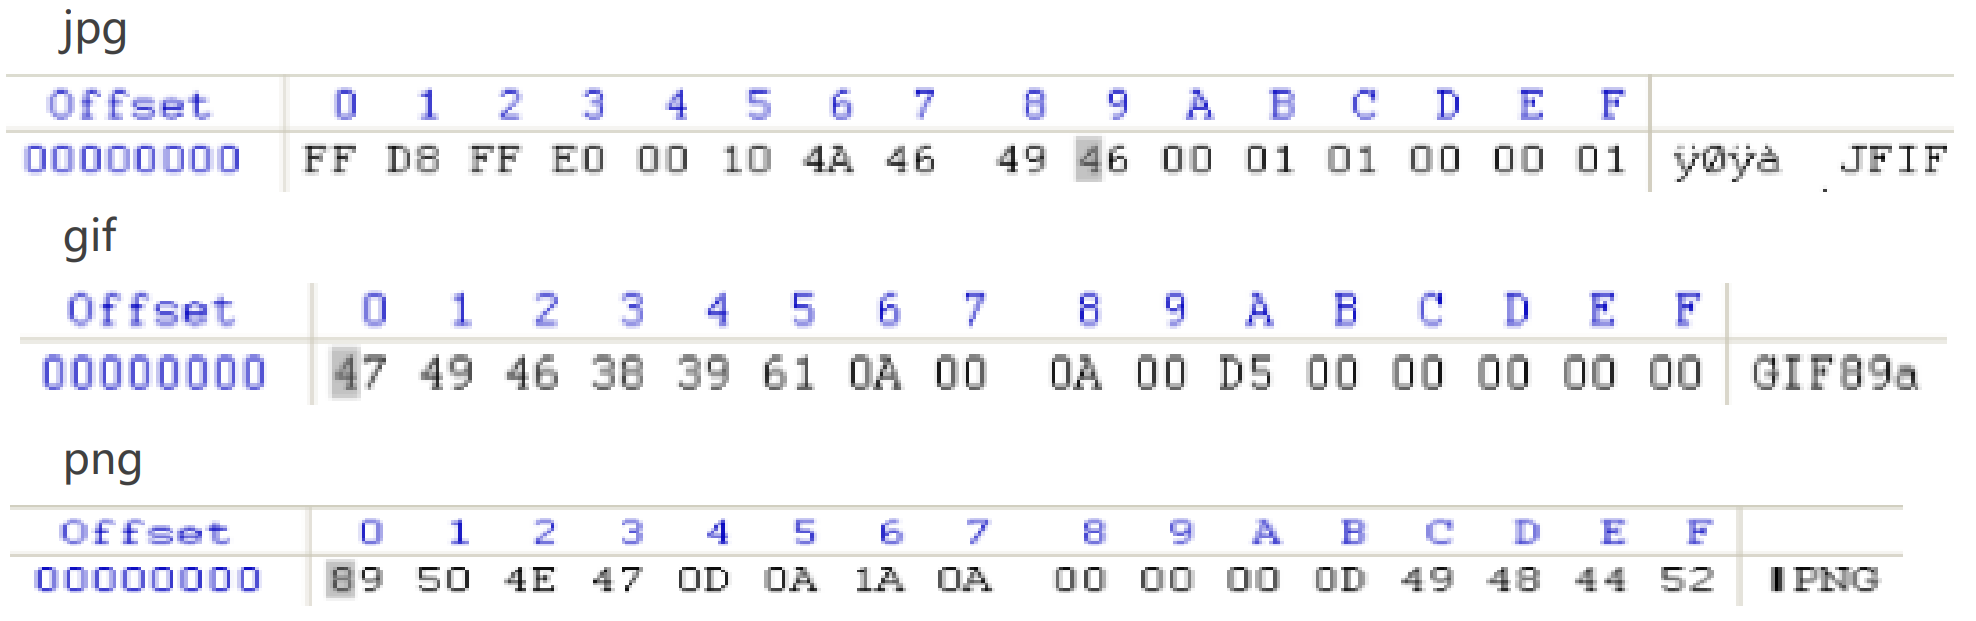 jpg
Offset 0 1 2 3 4 5 6 7 8 9 A B C D E F
00000000 FF D8 FF E0 00 10 4A 46 49 46 00 01 01 00 00 01 ÿØÿà JFIF
gif
Offset 0 1 2 3 4 5 6 7 8 9 A B C D E F
00000000 47 49 46 38 39 61 0A 00 0A 00 D5 00 00 00 00 00 GIF89a
png
Offset 0 1 2 3 4 5 6 7 8 9 A B C D E F
00000000 89 50 4E 47 0D 0A 1A 0A 00 00 00 0D 49 48 44 52 ▌PNG